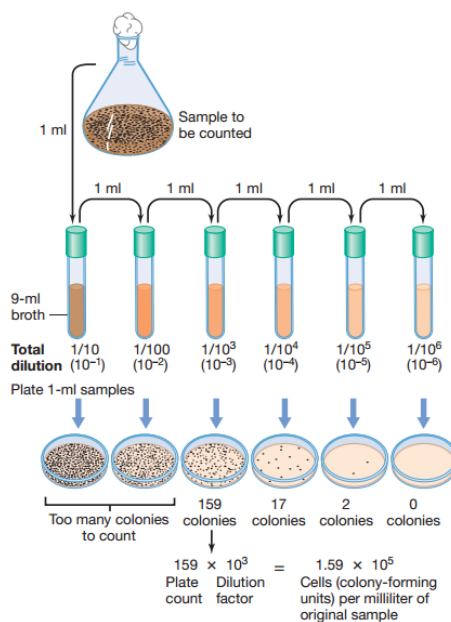 Sample to
be counted
1 ml
1 ml
1 ml
1 ml
1 ml
1 ml
9-ml
broth
Total
dilution
1/10
(10⁻¹)
1/100
(10⁻²)
1/10³
(10⁻³)
1/10⁴
(10⁻⁴)
1/10⁵
(10⁻⁵)
1/10⁶
(10⁻⁶)
Plate 1-ml samples
Too many colonies
to count
159
colonies
17
colonies
2
colonies
0
colonies
159 × 10³ = 1.59 × 10⁵
Plate
count
Dilution
factor
Cells (colony-forming
units) per milliliter of
original sample